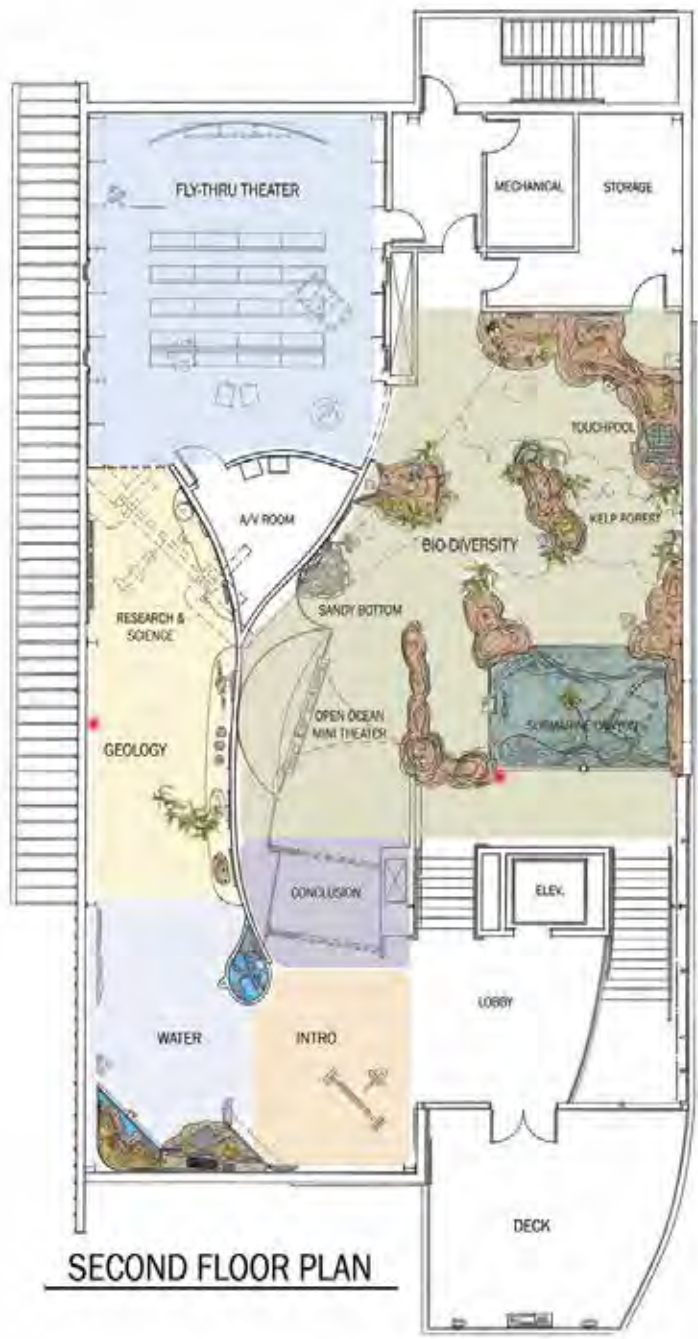 FLY-THRU THEATER
MECHANICAL
STORAGE
TOUCHPOOL
A/V ROOM
KELP FOREST
BIO-DIVERSITY
SANDY BOTTOM
RESEARCH &
SCIENCE
OPEN OCEAN
MINI THEATER
SUBMARINE CANYON
GEOLOGY
CONCLUSION
ELEV.
LOBBY
WATER
INTRO
DECK
SECOND FLOOR PLAN